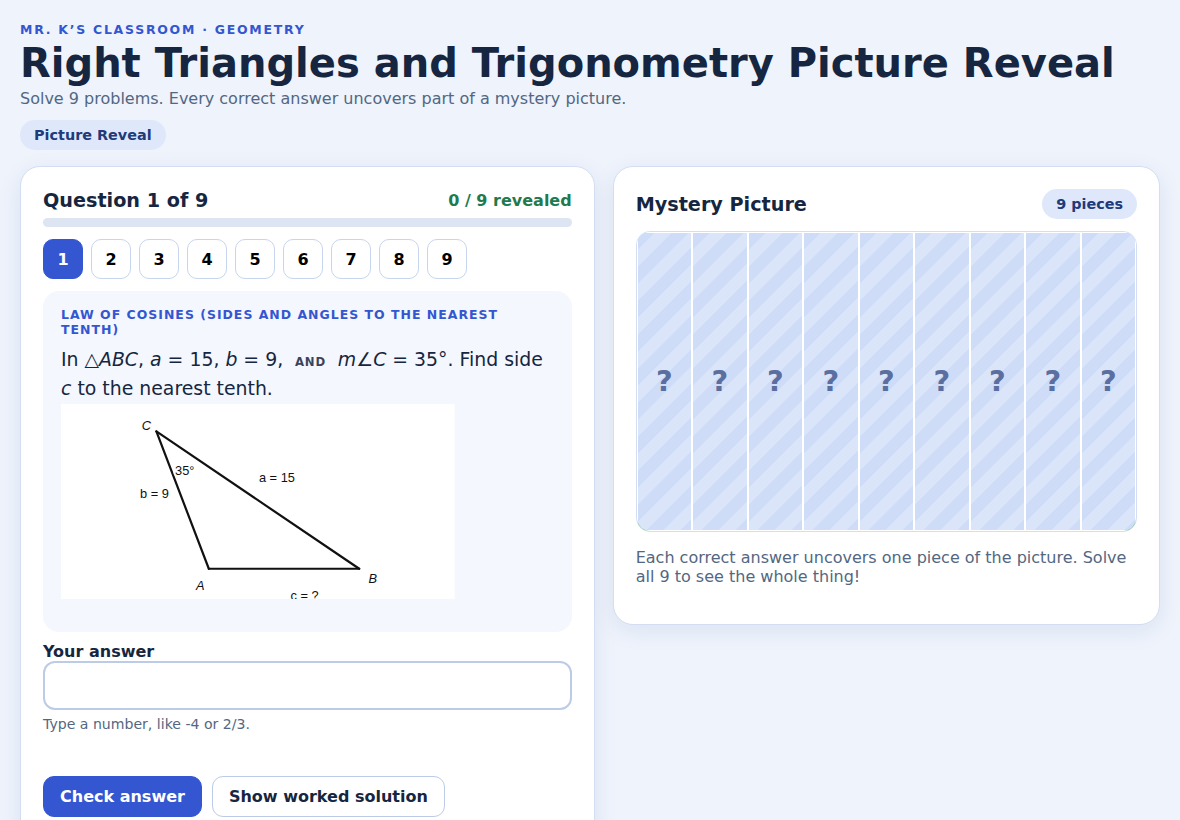 MR. K’S CLASSROOM · GEOMETRY
Right Triangles and Trigonometry Picture Reveal
Solve 9 problems. Every correct answer uncovers part of a mystery picture.
Picture Reveal
Question 1 of 9
0 / 9 revealed
1 2 3 4 5 6 7 8 9
LAW OF COSINES (SIDES AND ANGLES TO THE NEAREST
TENTH)
In △ABC, a = 15, b = 9, AND m∠C = 35°. Find side
c to the nearest tenth.
C
35°
a = 15
b = 9
A
B
c = ?
Your answer
Type a number, like -4 or 2/3.
Check answer
Show worked solution
Mystery Picture
9 pieces
? ? ? ? ? ? ? ? ?
Each correct answer uncovers one piece of the picture. Solve
all 9 to see the whole thing!